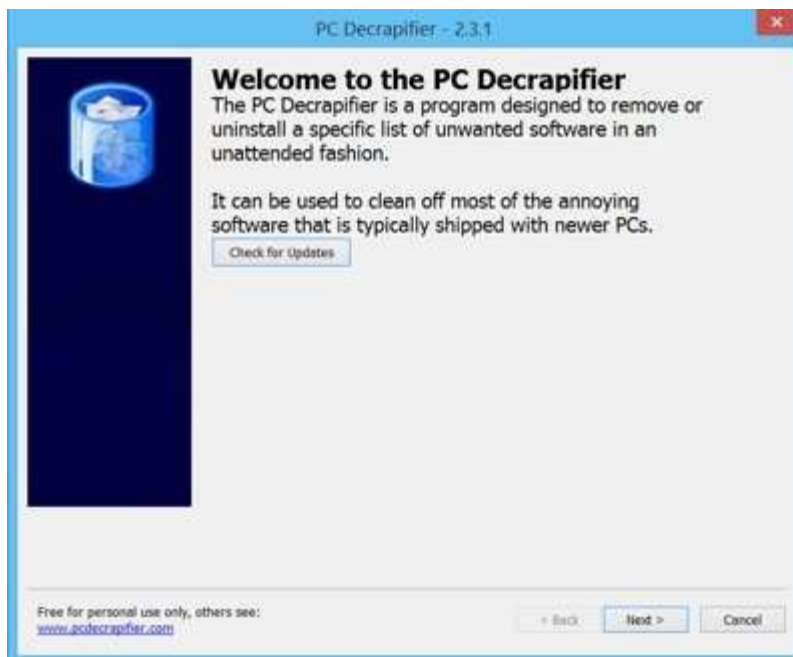 PC Decrapifier - 2.3.1
Welcome to the PC Decrapifier
The PC Decrapifier is a program designed to remove or
uninstall a specific list of unwanted software in an
unattended fashion.
It can be used to clean off most of the annoying
software that is typically shipped with newer PCs.
Check for Updates
Free for personal use only, others see:
www.pcdecrapifier.com
< Back
Next >
Cancel